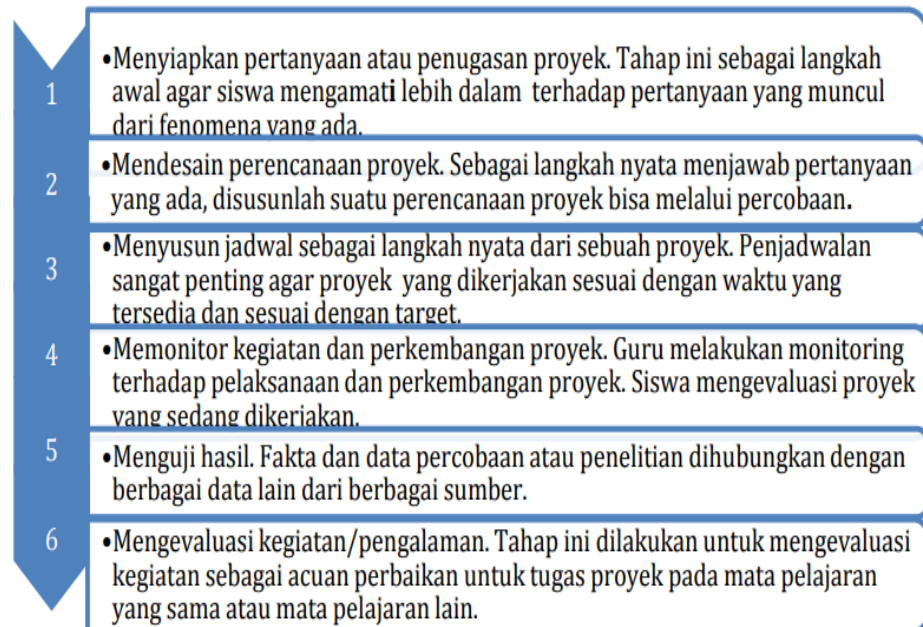 1
•Menyiapkan pertanyaan atau penugasan proyek. Tahap ini sebagai langkah
awal agar siswa mengamati lebih dalam terhadap pertanyaan yang muncul
dari fenomena yang ada.
2
•Mendesain perencanaan proyek. Sebagai langkah nyata menjawab pertanyaan
yang ada, disusunlah suatu perencanaan proyek bisa melalui percobaan.
3
•Menyusun jadwal sebagai langkah nyata dari sebuah proyek. Penjadwalan
sangat penting agar proyek yang dikerjakan sesuai dengan waktu yang
tersedia dan sesuai dengan target.
4
•Memonitor kegiatan dan perkembangan proyek. Guru melakukan monitoring
terhadap pelaksanaan dan perkembangan proyek. Siswa mengevaluasi proyek
yang sedang dikerjakan.
5
•Menguji hasil. Fakta dan data percobaan atau penelitian dihubungkan dengan
berbagai data lain dari berbagai sumber.
6
•Mengevaluasi kegiatan/pengalaman. Tahap ini dilakukan untuk mengevaluasi
kegiatan sebagai acuan perbaikan untuk tugas proyek pada mata pelajaran
yang sama atau mata pelajaran lain.